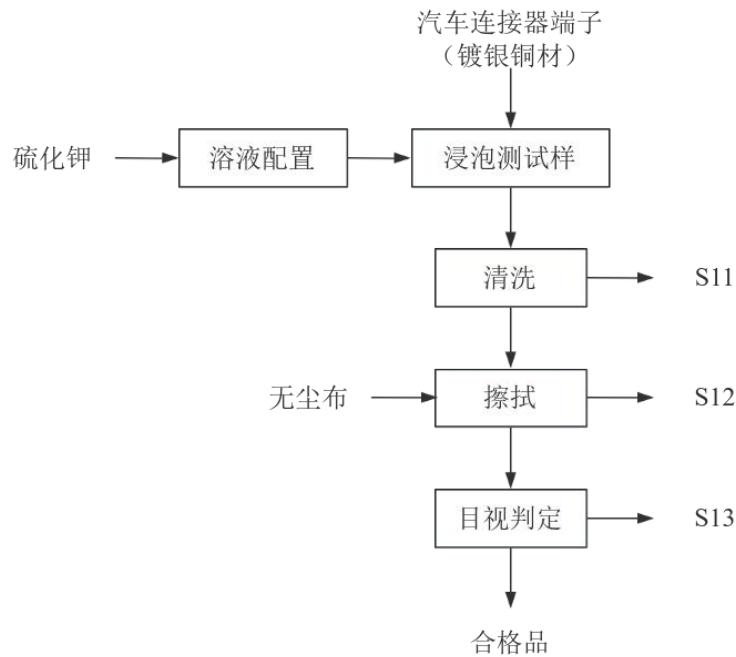 汽车连接器端子
（镀银铜材）
硫化钾
溶液配置
浸泡测试样
清洗
S11
无尘布
擦拭
S12
目视判定
S13
合格品